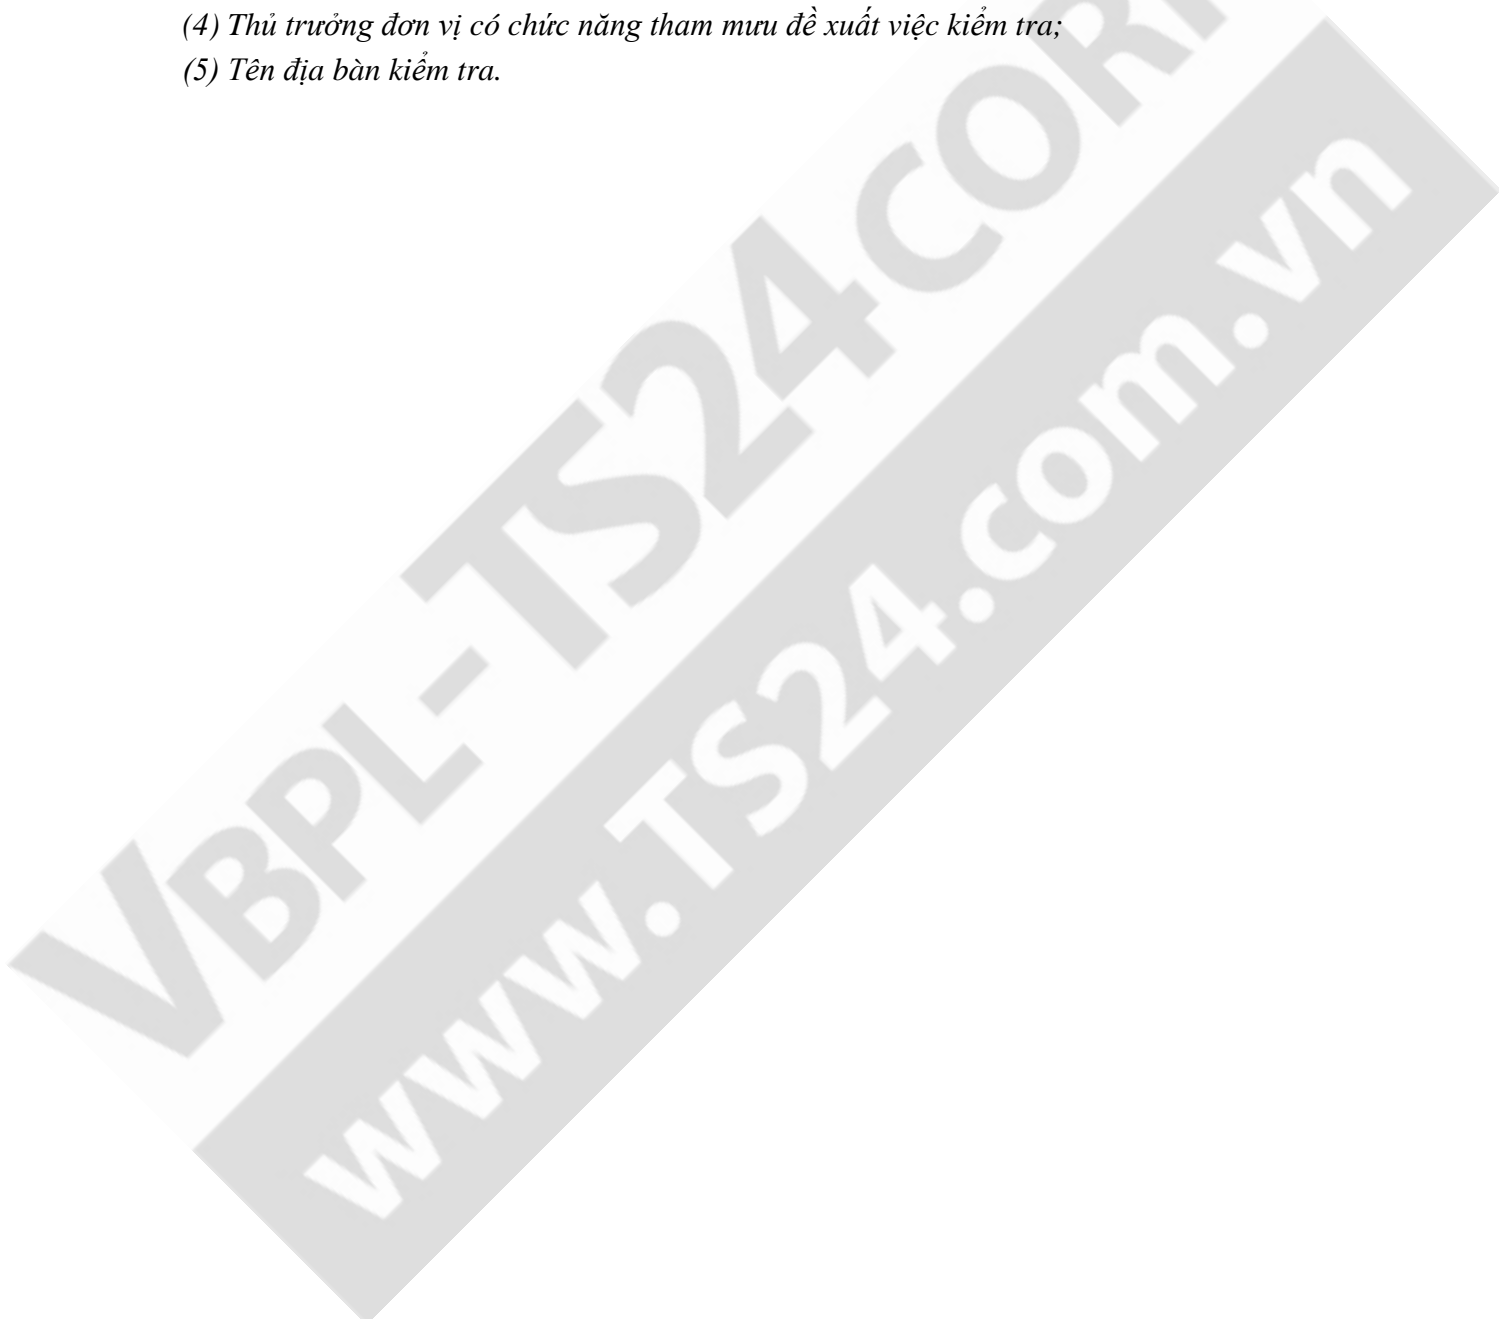 (4) Thủ trưởng đơn vị có chức năng tham mưu đề xuất việc kiểm tra;
(5) Tên địa bàn kiểm tra.
VBPL-TS24CORP
www.TS24.com.vn